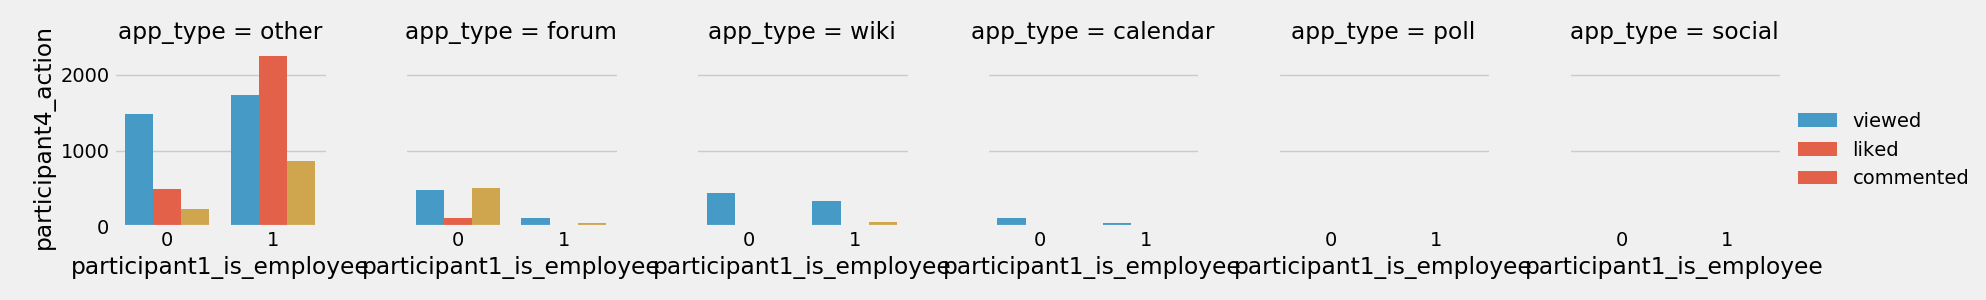 app_type = other
app_type = forum
app_type = wiki
app_type = calendar
app_type = poll
app_type = social
participant4_action
2000
1000
0
0 1
0 1
0 1
0 1
0 1
0 1
participant1_is_employee
participant1_is_employee
participant1_is_employee
participant1_is_employee
participant1_is_employee
participant1_is_employee
viewed
liked
commented